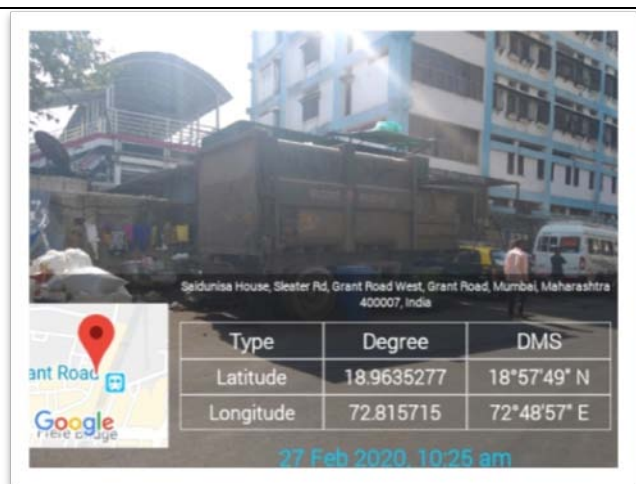 Saidunisa House, Sleater Rd, Grant Road West, Grant Road, Mumbai, Maharashtra
400007, India
Type Degree DMS
Latitude 18.9635277 18°57'49" N
Longitude 72.815715 72°48'57" E
ant Road
Google
27 Feb 2020, 10:25 am